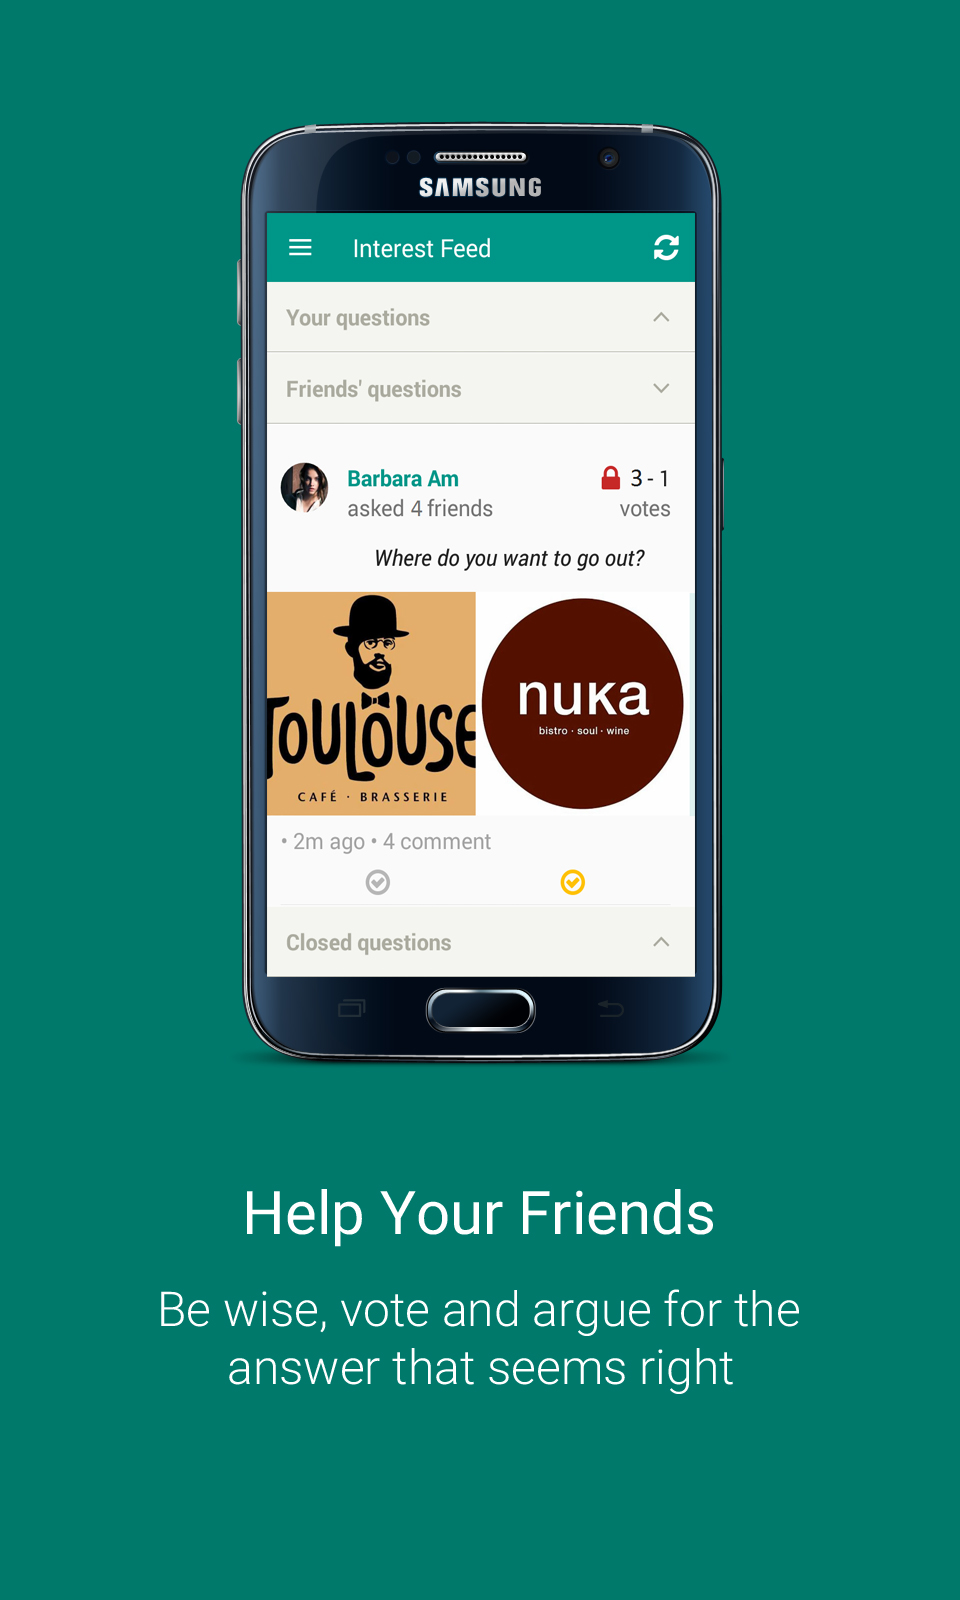 SAMSUNG
Interest Feed
Your questions
Friends' questions
Barbara Am
3 - 1
asked 4 friends
votes
Where do you want to go out?
TOULOUSE
CAFÉ · BRASSERIE
nuka
bistro · soul · wine
• 2m ago • 4 comment
Closed questions
Help Your Friends
Be wise, vote and argue for the
answer that seems right